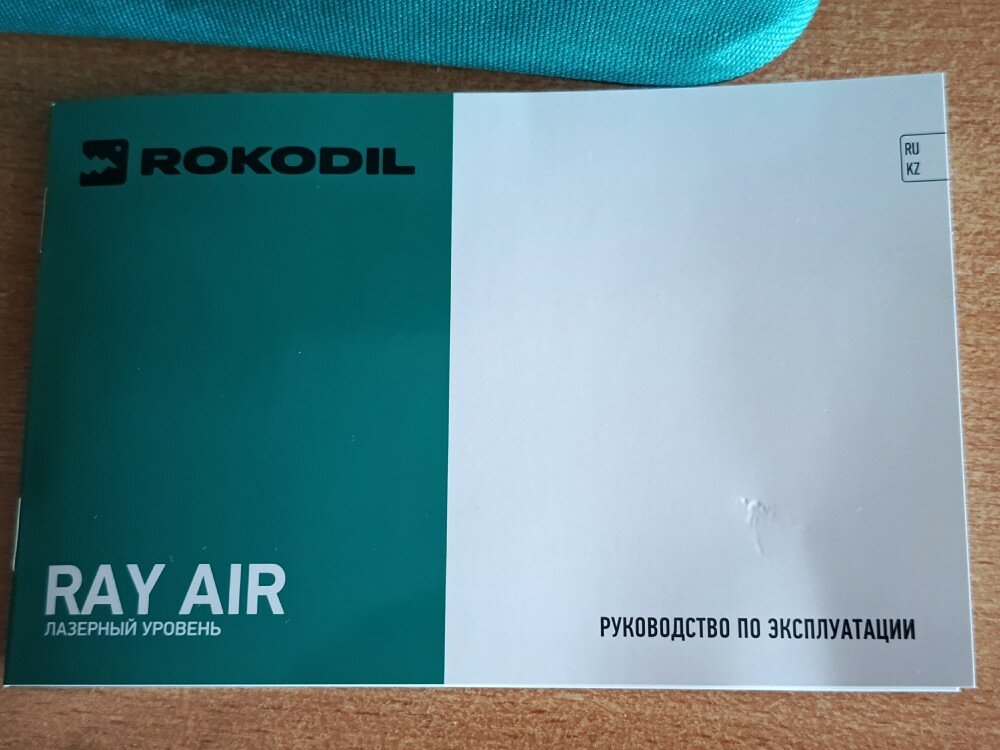 ROKODIL
RU
KZ
RAY AIR
ЛАЗЕРНЫЙ УРОВЕНЬ
РУКОВОДСТВО ПО ЭКСПЛУАТАЦИИ